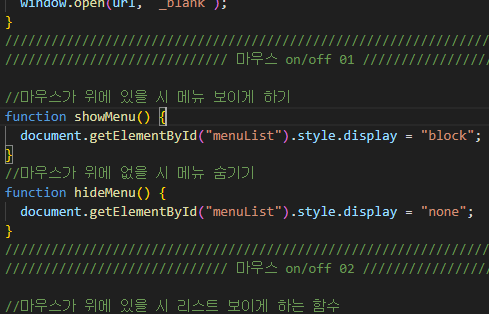 window.open(url, "_blank");
}
////////////////////////////////////////////////////////////////
///////////////////////////// 마우스 on/off 01 /////////////////
//마우스가 위에 있을 시 메뉴 보이게 하기
function showMenu() {
document.getElementById("menuList").style.display = "block";
}
//마우스가 위에 없을 시 메뉴 숨기기
function hideMenu() {
document.getElementById("menuList").style.display = "none";
}
////////////////////////////////////////////////////////////////
///////////////////////////// 마우스 on/off 02 /////////////////
//마우스가 위에 있을 시 리스트 보이게 하는 함수